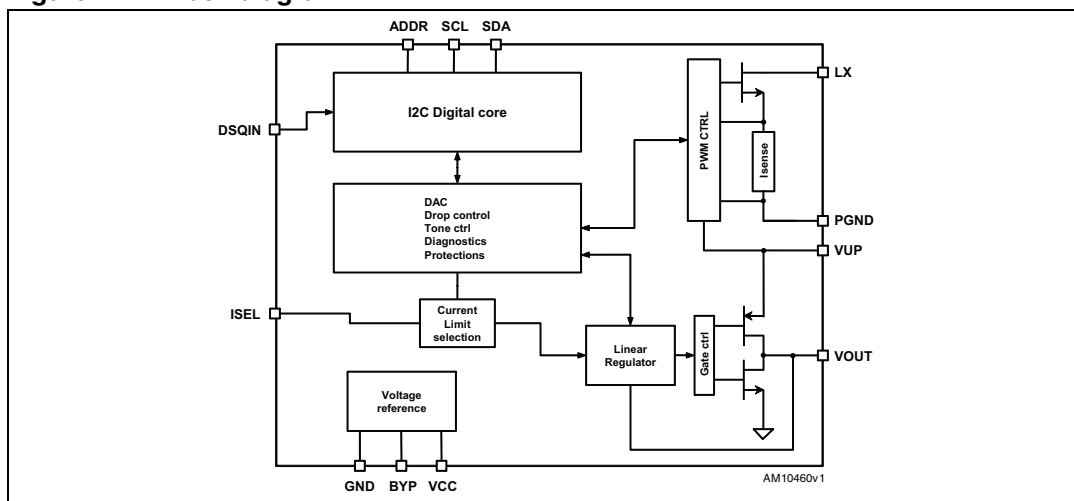 ADDR SCL SDA
LX
I2C Digital core
DSQIN
PWM CTRL
Isense
DAC
Drop control
Tone ctrl
Diagnostics
Protections
PGND
VUP
ISEL
Current
Limit
selection
Linear
Regulator
Gate ctrl
VOUT
Voltage
reference
GND BYP VCC
AM10460v1